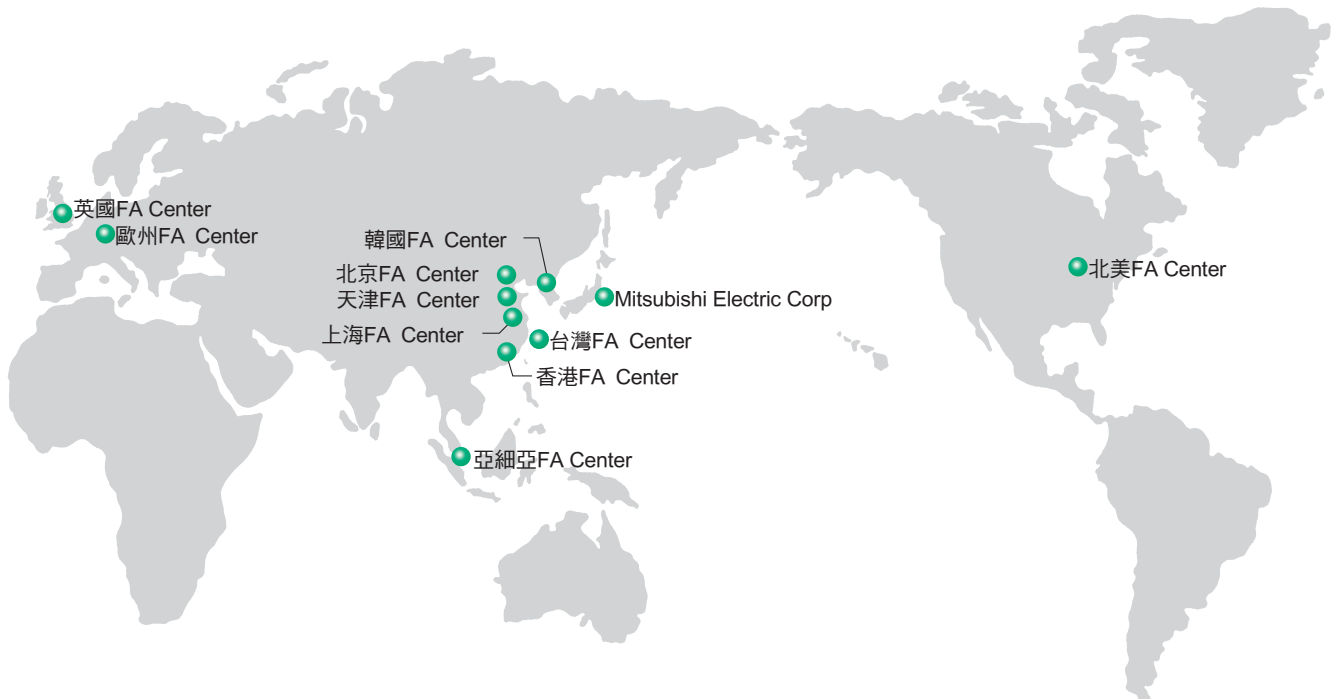 英國FA Center
歐州FA Center
韓國FA Center
北京FA Center
天津FA Center
上海FA Center
Mitsubishi Electric Corp
台灣FA Center
香港FA Center
亞細亞FA Center
北美FA Center